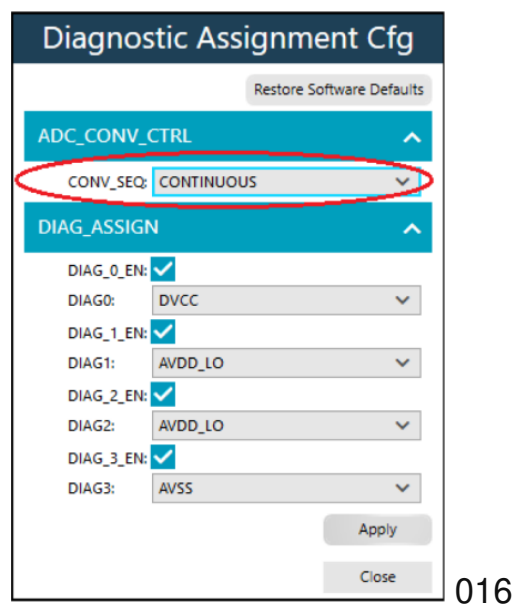 Diagnostic Assignment Cfg
Restore Software Defaults
ADC_CONV_CTRL
CONV_SEQ: CONTINUOUS
DIAG_ASSIGN
DIAG_0_EN:
DIAG0: DVCC
DIAG_1_EN:
DIAG1: AVDD_LO
DIAG_2_EN:
DIAG2: AVDD_LO
DIAG_3_EN:
DIAG3: AVSS
Apply
Close
016